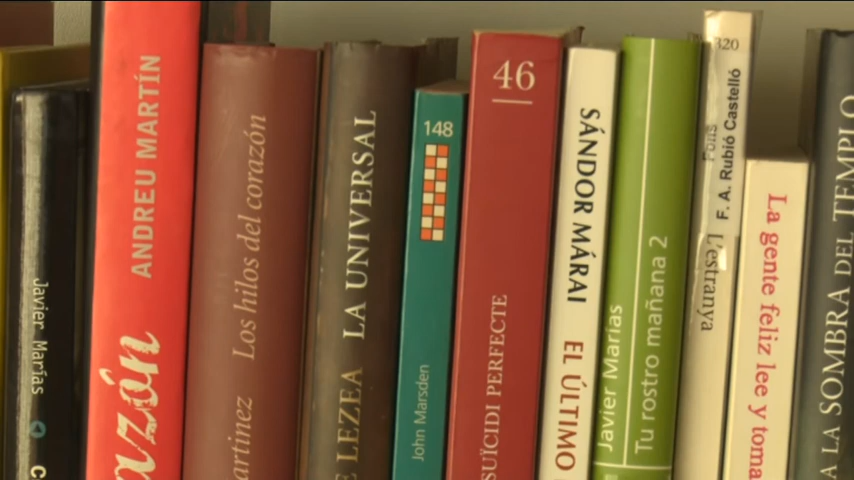 Javier Marías
C
ANDREU MARTÍN
azón
artinez Los hilos del corazón
E LEZEA LA UNIVERSAL
148
John Marsden
46
SUÏCIDI PERFECTE
SÁNDOR MÁRAI EL ÚLTIMO
Javier Marías
Tu rostro mañana 2
320
Fons
F. A. Rubió Castelló
L'estranya
La gente feliz lee y toma
A LA SOMBRA DEL TEMPLO